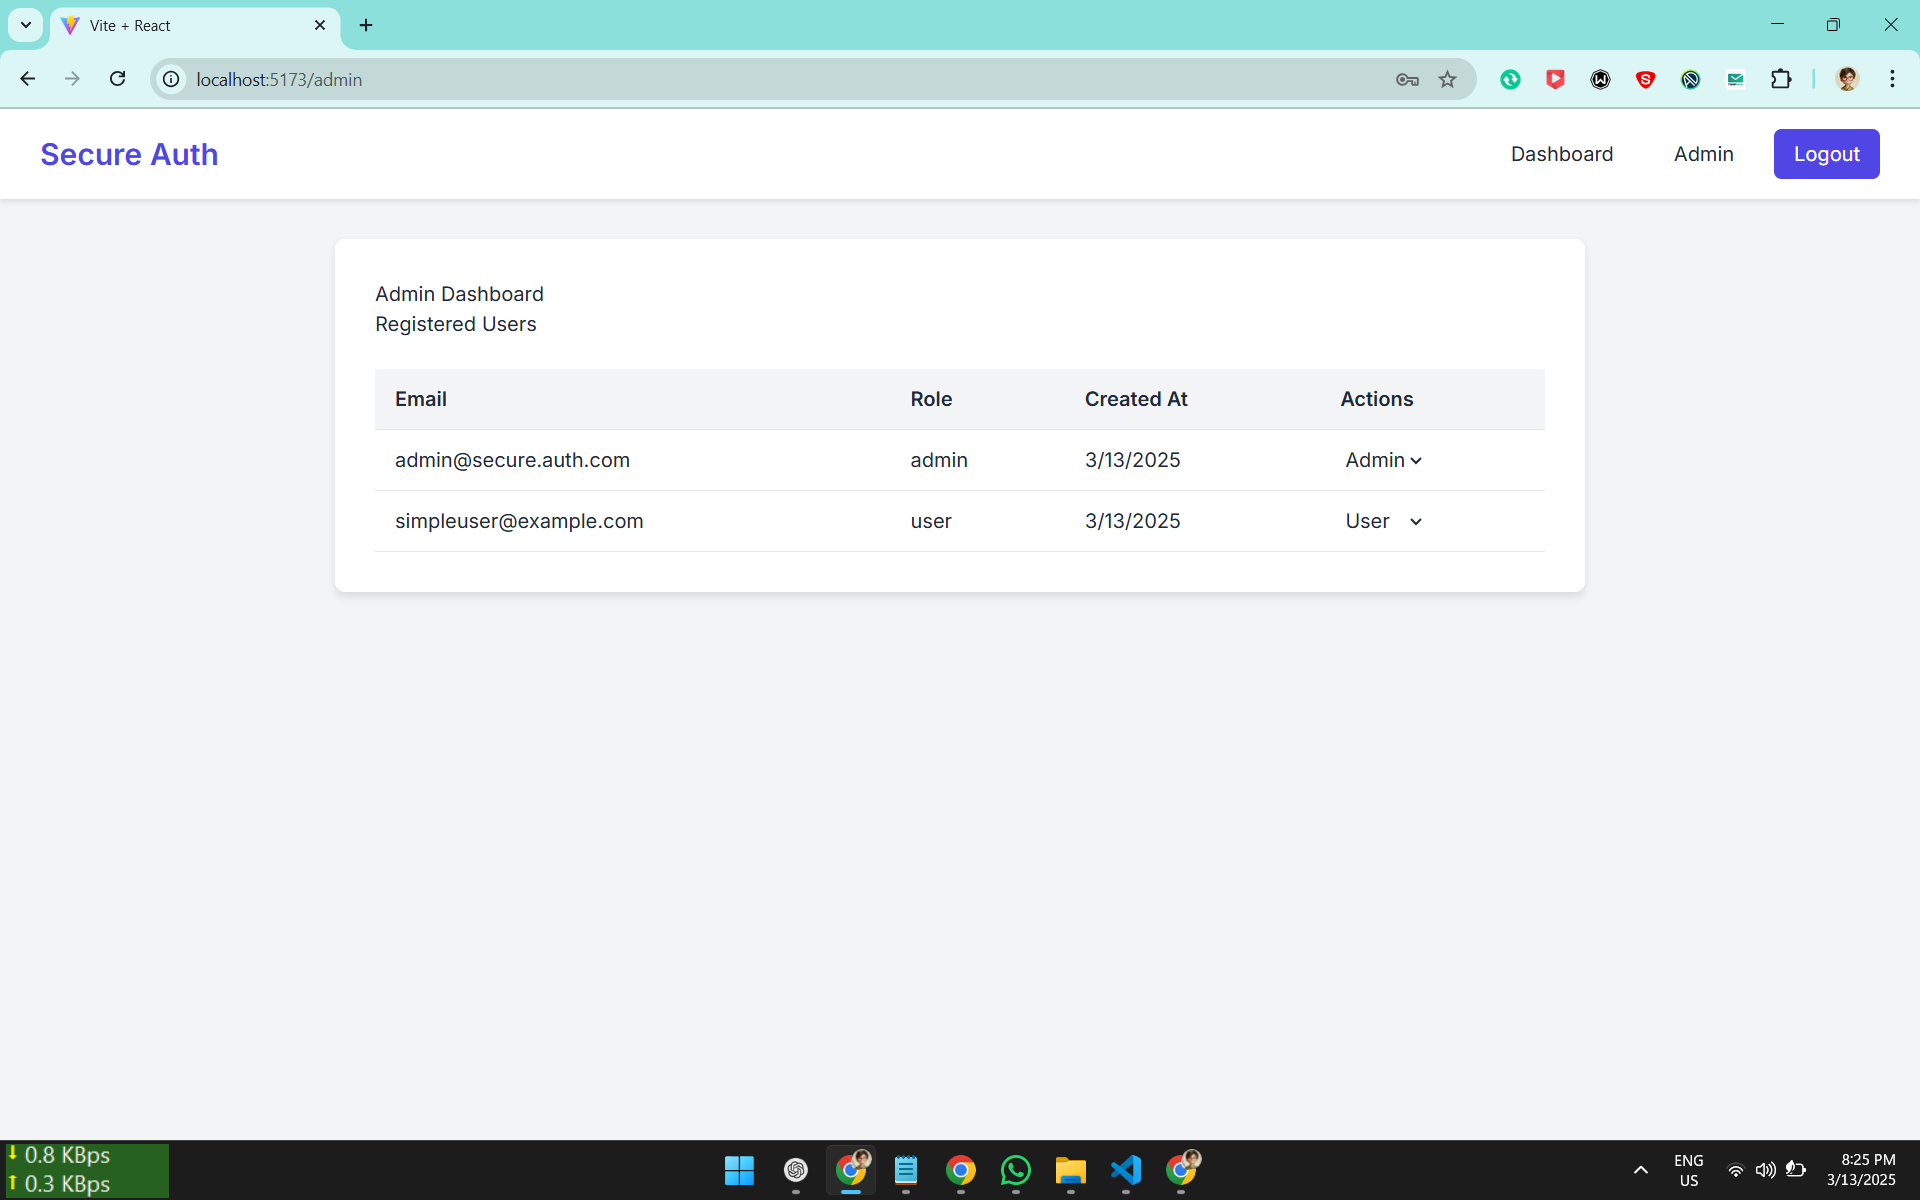 Vite + React
localhost:5173/admin
Secure Auth
Dashboard
Admin
Logout
Admin Dashboard
Registered Users
Email Role Created At Actions
admin@secure.auth.com admin 3/13/2025 Admin
simpleuser@example.com user 3/13/2025 User
0.8 KBps
0.3 KBps
ENG
US
8:25 PM
3/13/2025